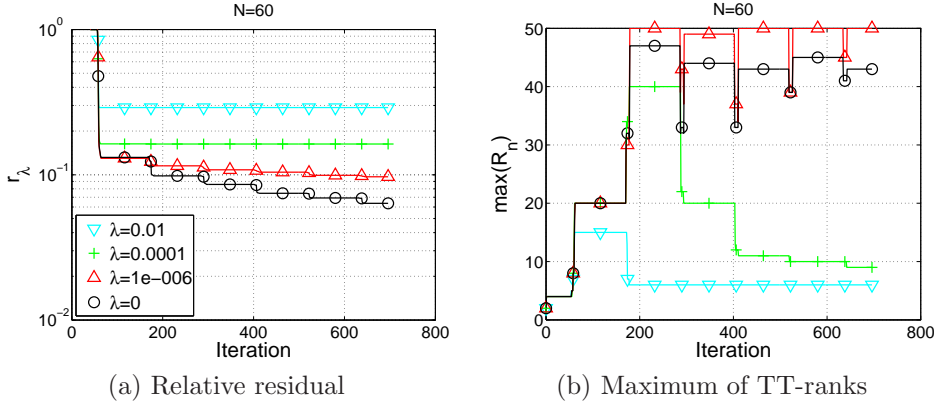 N=60
10⁰
10⁻¹
10⁻²
r_λ
λ=0.01
λ=0.0001
λ=1e−006
λ=0
0 200 400 600 800
Iteration
(a) Relative residual
N=60
50
40
30
20
10
0
max(R_n)
0 200 400 600 800
Iteration
(b) Maximum of TT-ranks